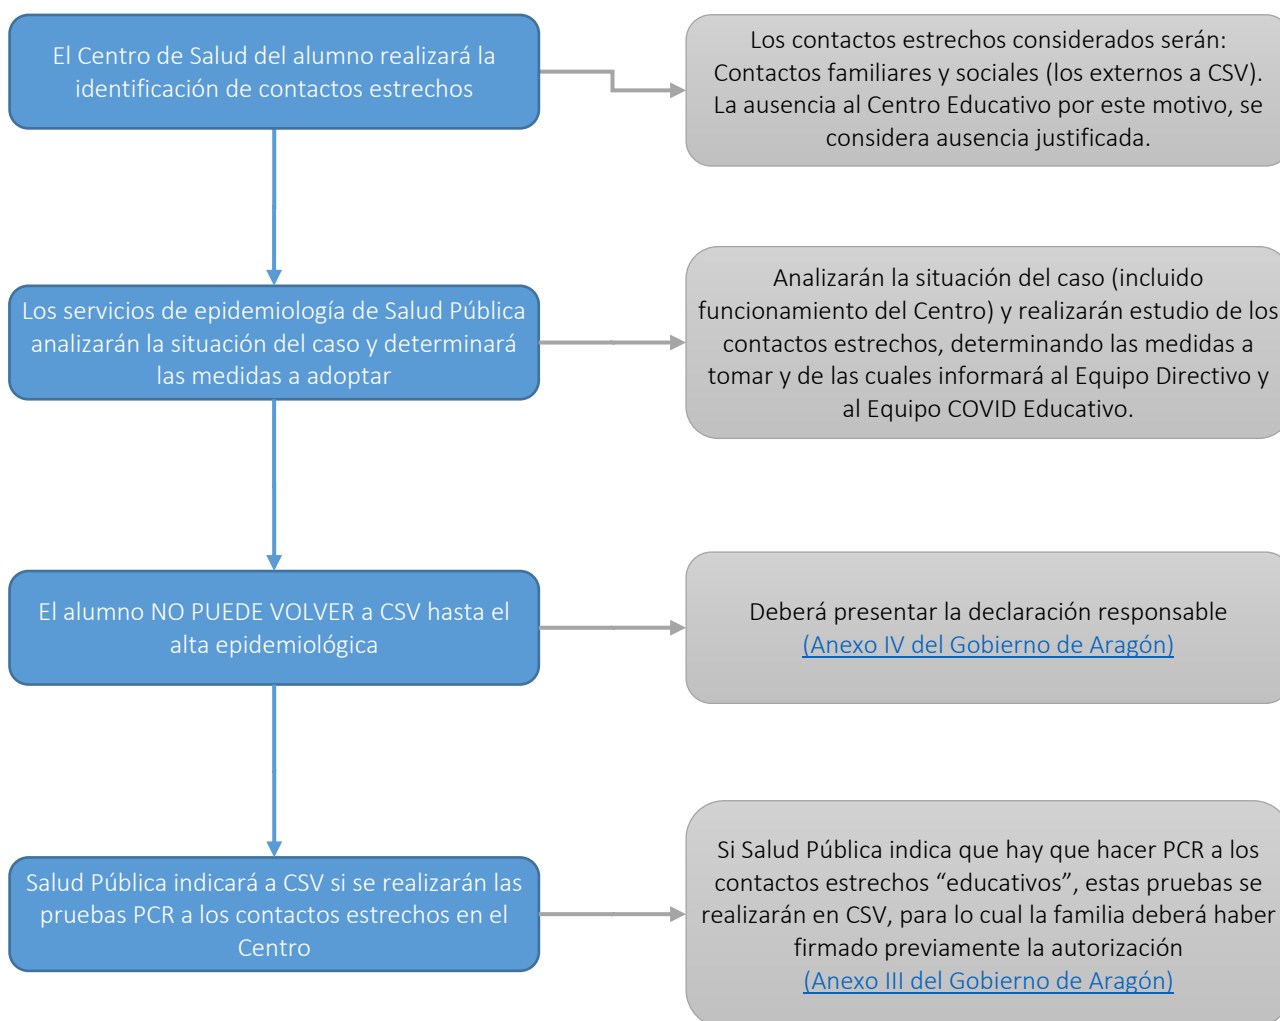 El Centro de Salud del alumno realizará la
identificación de contactos estrechos
Los contactos estrechos considerados serán:
Contactos familiares y sociales (los externos a CSV).
La ausencia al Centro Educativo por este motivo, se
considera ausencia justificada.
Los servicios de epidemiología de Salud Pública
analizarán la situación del caso y determinará
las medidas a adoptar
Analizarán la situación del caso (incluido
funcionamiento del Centro) y realizarán estudio de los
contactos estrechos, determinando las medidas a
tomar y de las cuales informará al Equipo Directivo y
al Equipo COVID Educativo.
El alumno NO PUEDE VOLVER a CSV hasta el
alta epidemiológica
Deberá presentar la declaración responsable
(Anexo IV del Gobierno de Aragón)
Salud Pública indicará a CSV si se realizarán las
pruebas PCR a los contactos estrechos en el
Centro
Si Salud Pública indica que hay que hacer PCR a los
contactos estrechos “educativos”, estas pruebas se
realizarán en CSV, para lo cual la familia deberá haber
firmado previamente la autorización
(Anexo III del Gobierno de Aragón)